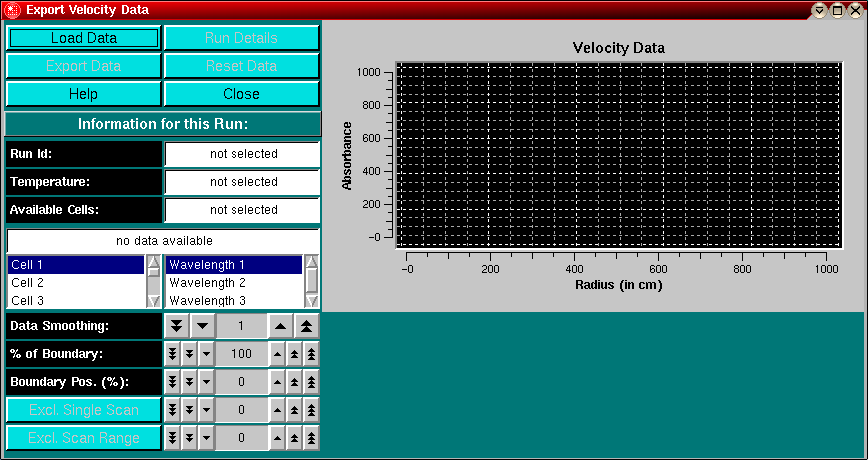 Export Velocity Data
Load Data Run Details
Export Data Reset Data
Help Close
Information for this Run:
Run Id: not selected
Temperature: not selected
Available Cells: not selected
no data available
Cell 1 Wavelength 1
Cell 2 Wavelength 2
Cell 3 Wavelength 3
Data Smoothing: 1
% of Boundary: 100
Boundary Pos. (%): 0
Excl. Single Scan 0
Excl. Scan Range 0
Velocity Data
Absorbance
1000
800
600
400
200
-0
-0 200 400 600 800 1000
Radius (in cm)